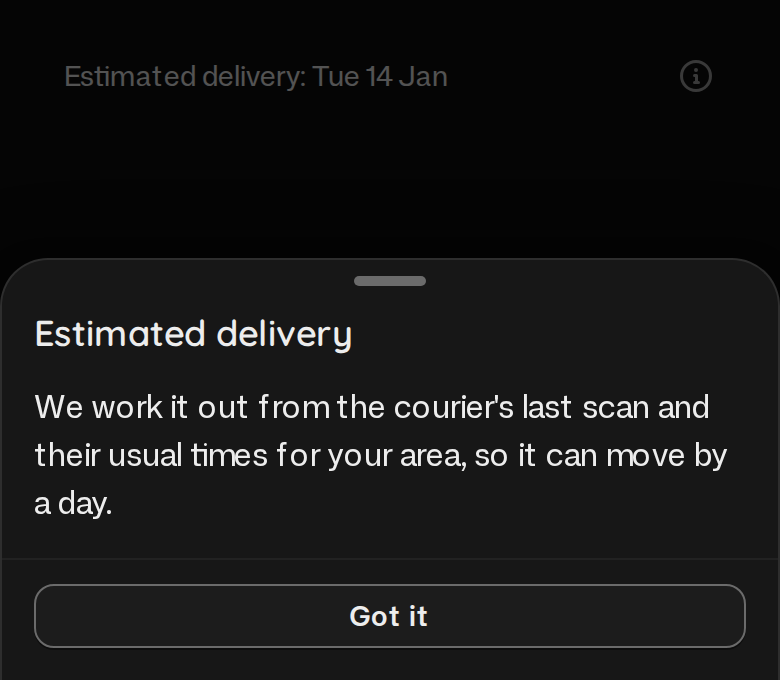 Estimated delivery: Tue 14 Jan
Estimated delivery
We work it out from the courier's last scan and
their usual times for your area, so it can move by
a day.
Got it